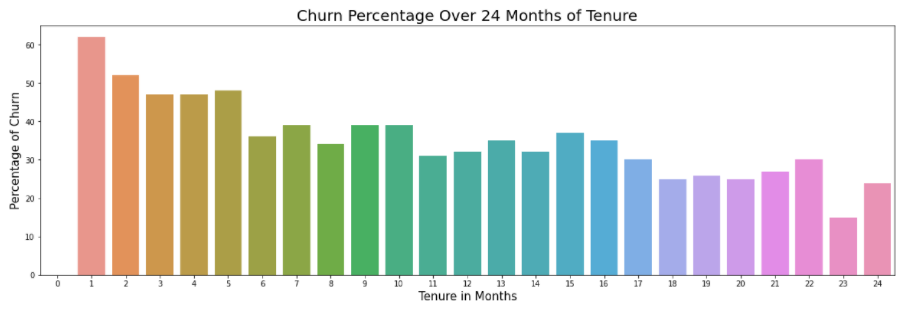 Churn Percentage Over 24 Months of Tenure
Percentage of Churn
60
50
40
30
20
10
0
0 1 2 3 4 5 6 7 8 9 10 11 12 13 14 15 16 17 18 19 20 21 22 23 24
Tenure in Months